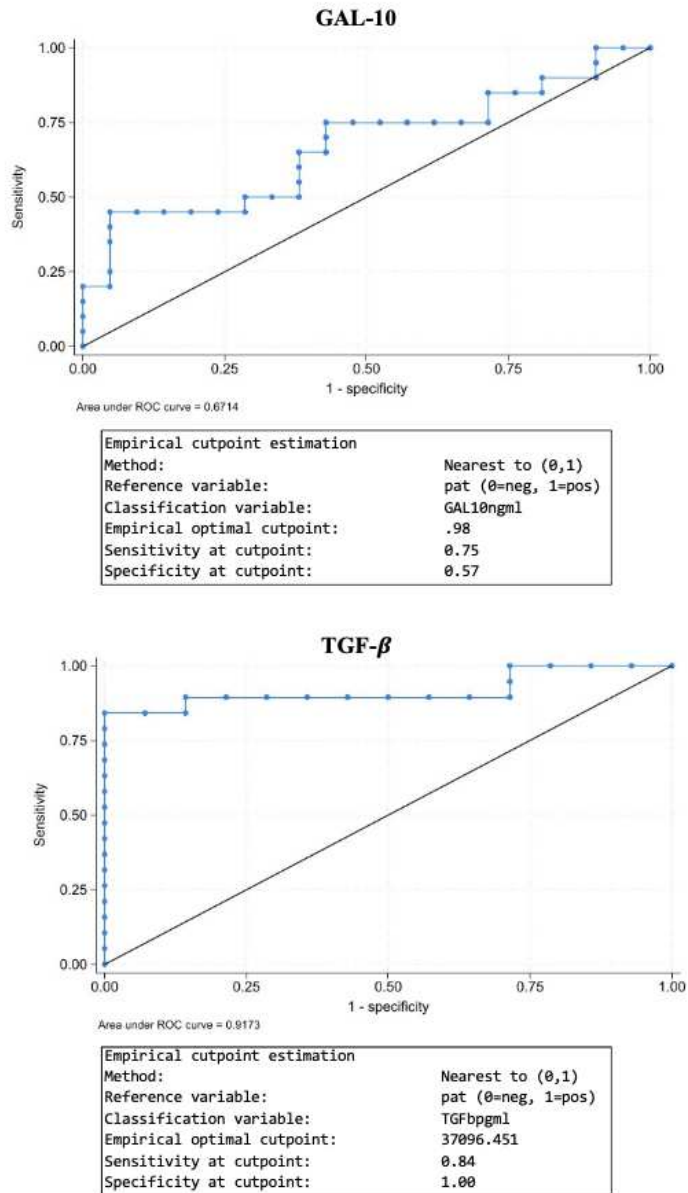 GAL-10
1.00
0.75
0.50
0.25
0.00
Sensitivity
0.00 0.25 0.50 0.75 1.00
1 - specificity
Area under ROC curve = 0.6714
Empirical cutpoint estimation
Method: Nearest to (0,1)
Reference variable: pat (0=neg, 1=pos)
Classification variable: GAL10ngml
Empirical optimal cutpoint: .98
Sensitivity at cutpoint: 0.75
Specificity at cutpoint: 0.57
TGF-β
1.00
0.75
0.50
0.25
0.00
Sensitivity
0.00 0.25 0.50 0.75 1.00
1 - specificity
Area under ROC curve = 0.9173
Empirical cutpoint estimation
Method: Nearest to (0,1)
Reference variable: pat (0=neg, 1=pos)
Classification variable: TGFbpgml
Empirical optimal cutpoint: 37096.451
Sensitivity at cutpoint: 0.84
Specificity at cutpoint: 1.00